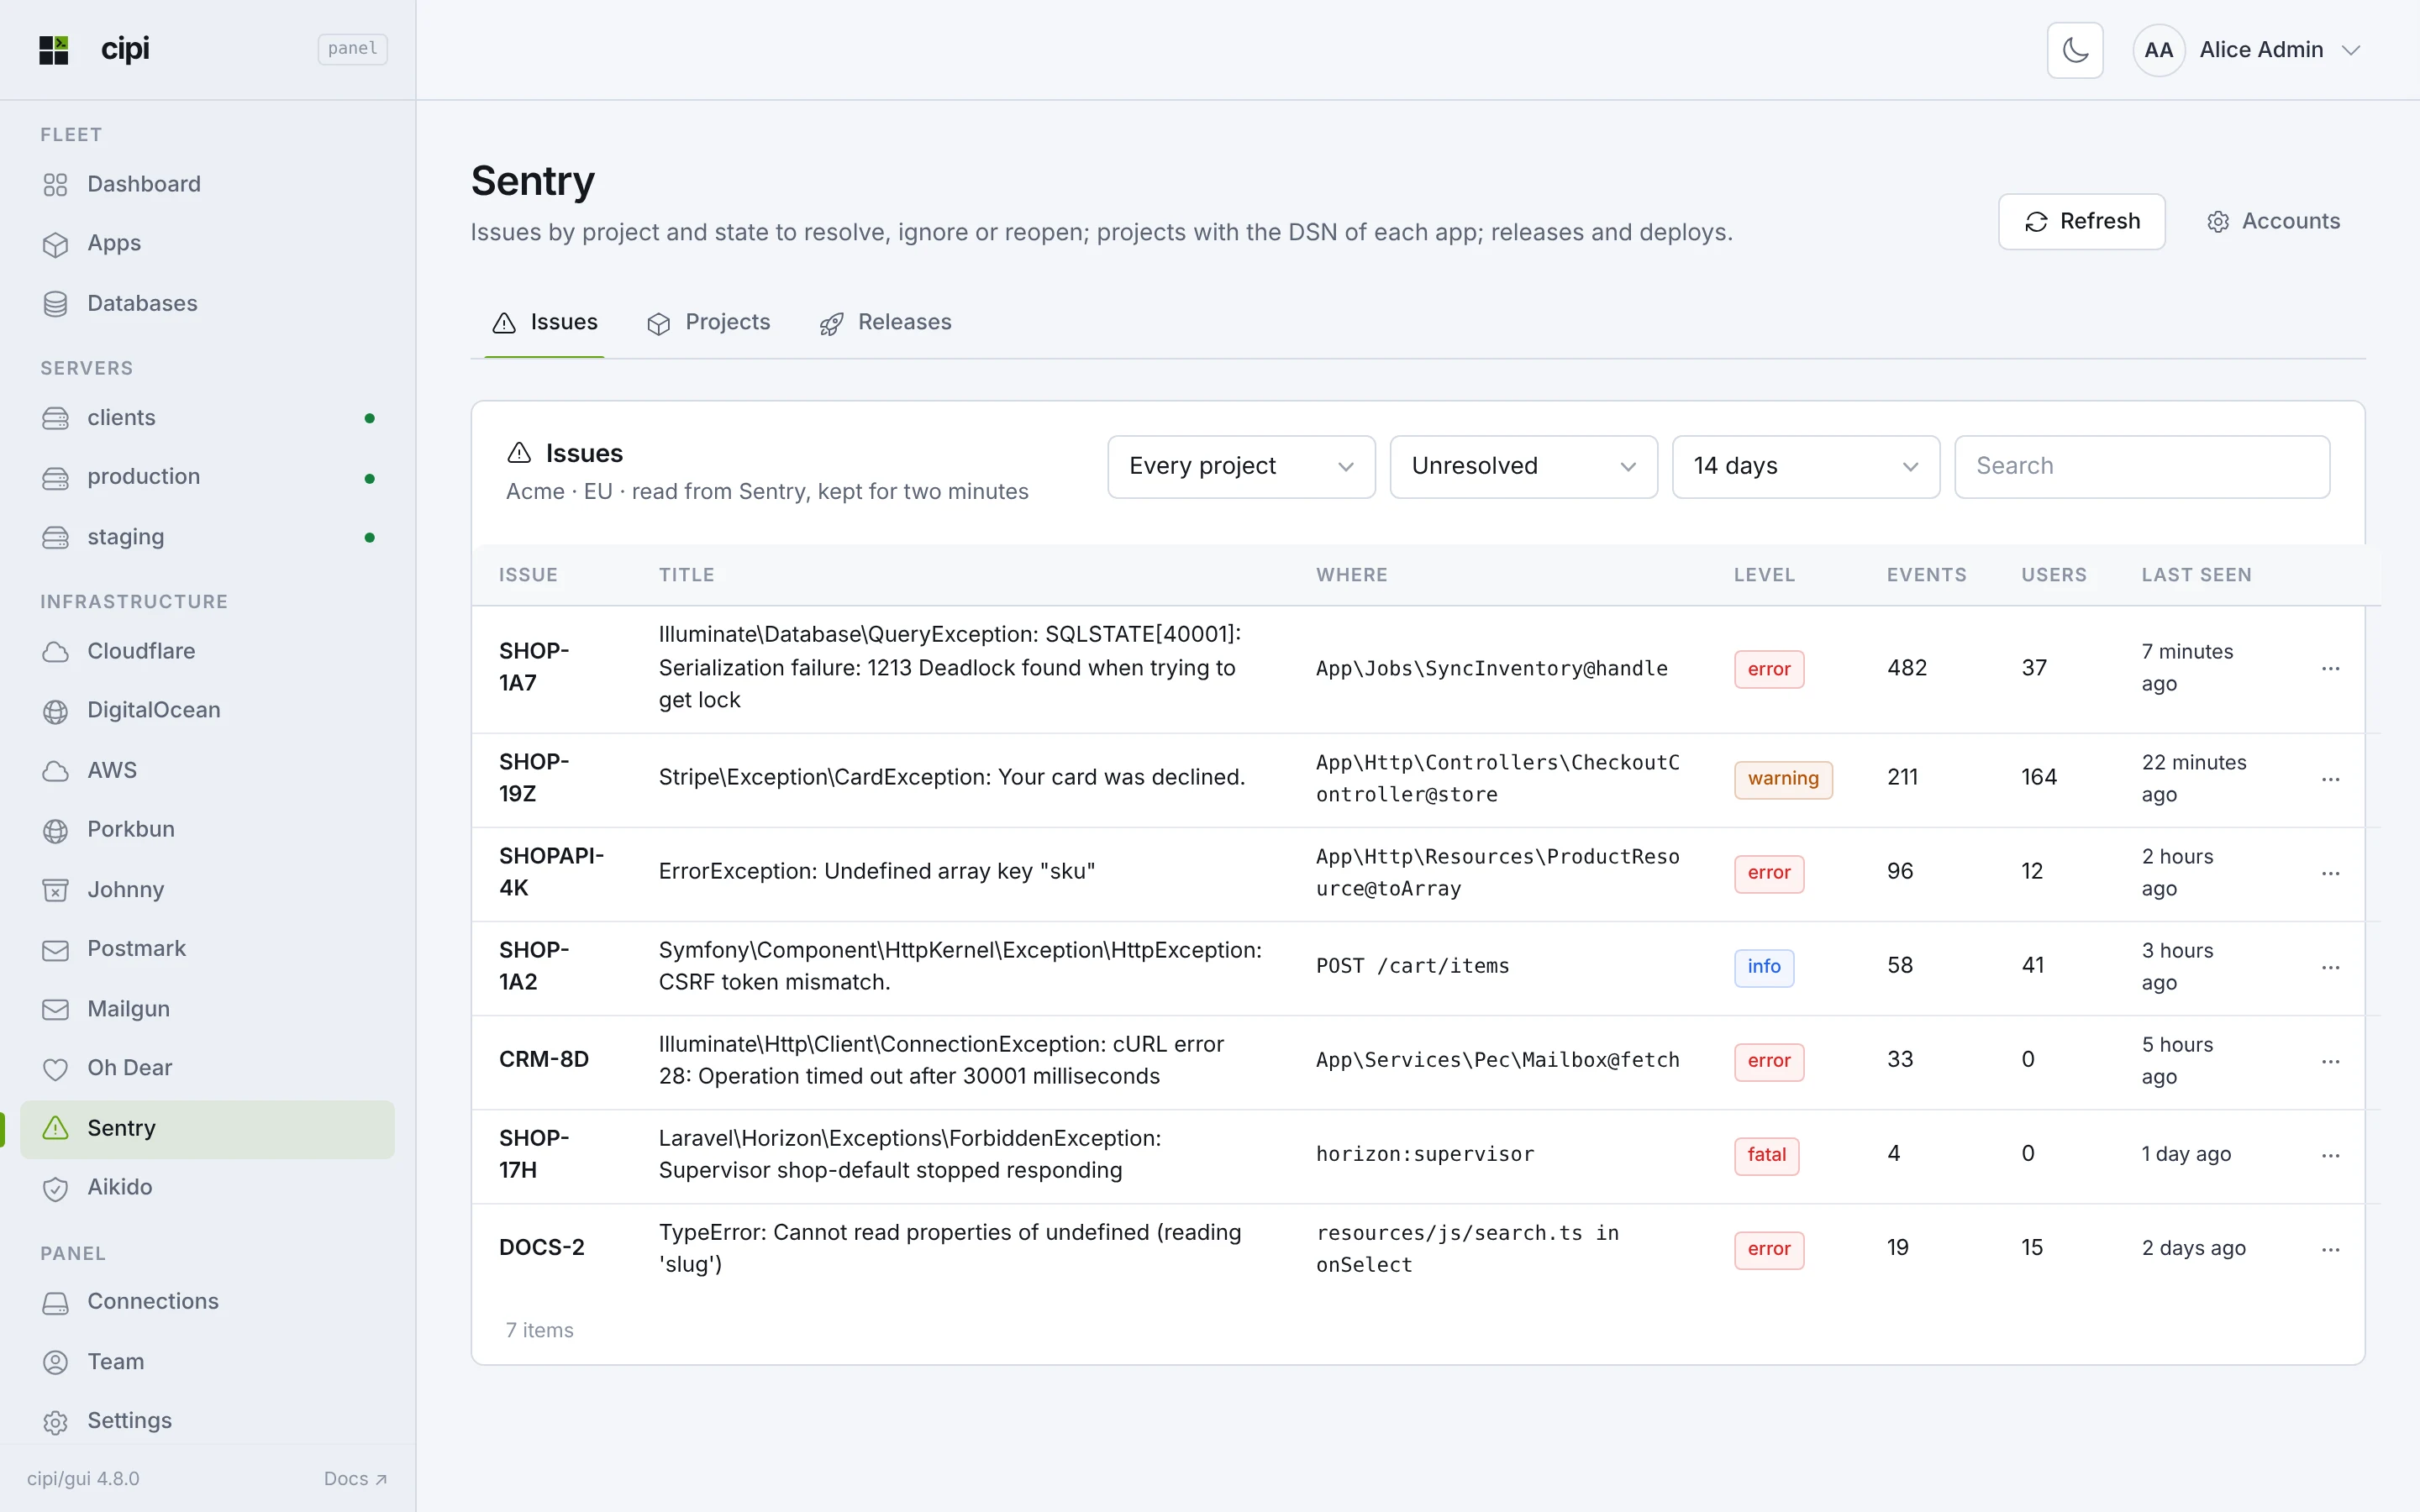 cipi
panel
AA
Alice Admin
FLEET
Dashboard
Apps
Databases
SERVERS
clients
production
staging
INFRASTRUCTURE
Cloudflare
DigitalOcean
AWS
Porkbun
Johnny
Postmark
Mailgun
Oh Dear
Sentry
Aikido
PANEL
Connections
Team
Settings
cipi/gui 4.8.0
Docs ↗
Sentry
Issues by project and state to resolve, ignore or reopen; projects with the DSN of each app; releases and deploys.
Refresh
Accounts
Issues
Projects
Releases
Issues
Acme · EU · read from Sentry, kept for two minutes
Every project
Unresolved
14 days
Search
ISSUE TITLE WHERE LEVEL EVENTS USERS LAST SEEN
SHOP-
1A7
Illuminate\Database\QueryException: SQLSTATE[40001]:
Serialization failure: 1213 Deadlock found when trying to
get lock
App\Jobs\SyncInventory@handle
error
482
37
7 minutes
ago
...
SHOP-
19Z
Stripe\Exception\CardException: Your card was declined.
App\Http\Controllers\CheckoutC
ontroller@store
warning
211
164
22 minutes
ago
...
SHOPAPI-
4K
ErrorException: Undefined array key "sku"
App\Http\Resources\ProductReso
urce@toArray
error
96
12
2 hours
ago
...
SHOP-
1A2
Symfony\Component\HttpKernel\Exception\HttpException:
CSRF token mismatch.
POST /cart/items
info
58
41
3 hours
ago
...
CRM-8D
Illuminate\Http\Client\ConnectionException: cURL error
28: Operation timed out after 30001 milliseconds
App\Services\Pec\Mailbox@fetch
error
33
0
5 hours
ago
...
SHOP-
17H
Laravel\Horizon\Exceptions\ForbiddenException:
Supervisor shop-default stopped responding
horizon:supervisor
fatal
4
0
1 day ago
...
DOCS-2
TypeError: Cannot read properties of undefined (reading
'slug')
resources/js/search.ts in
onSelect
error
19
15
2 days ago
...
7 items